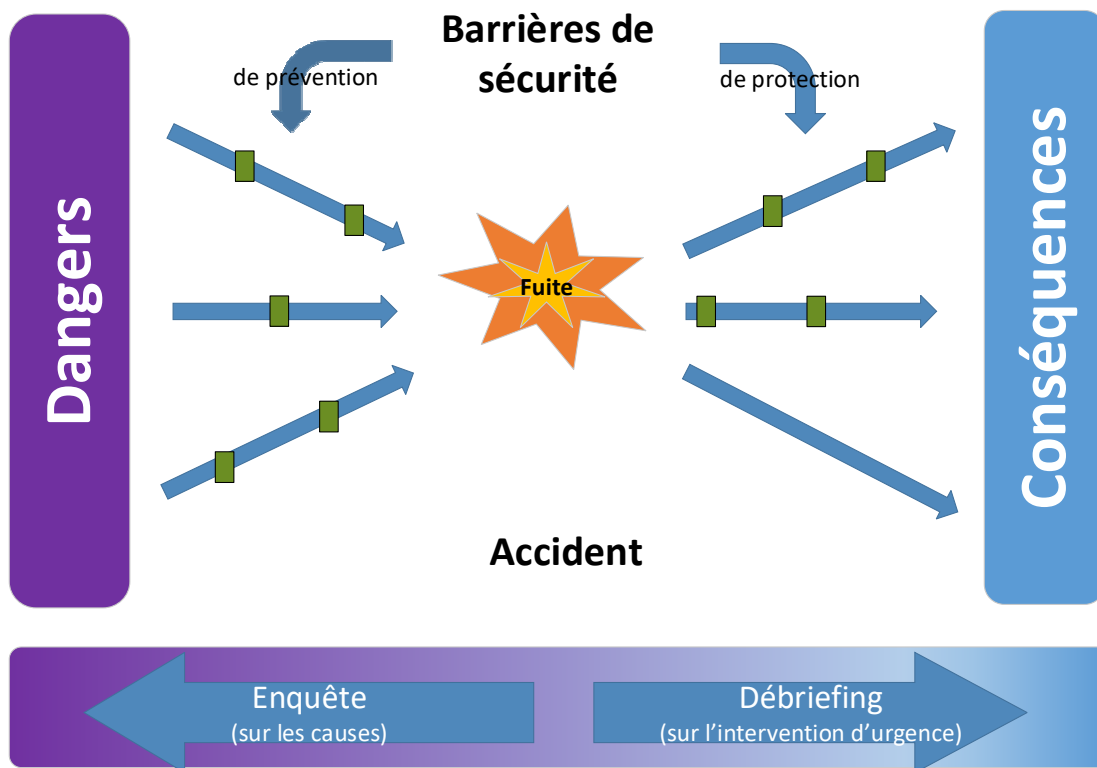 Barrières de
sécurité
de prévention
de protection
Dangers
Fuite
Conséquences
Accident
Enquête
(sur les causes)
Débriefing
(sur l’intervention d’urgence)